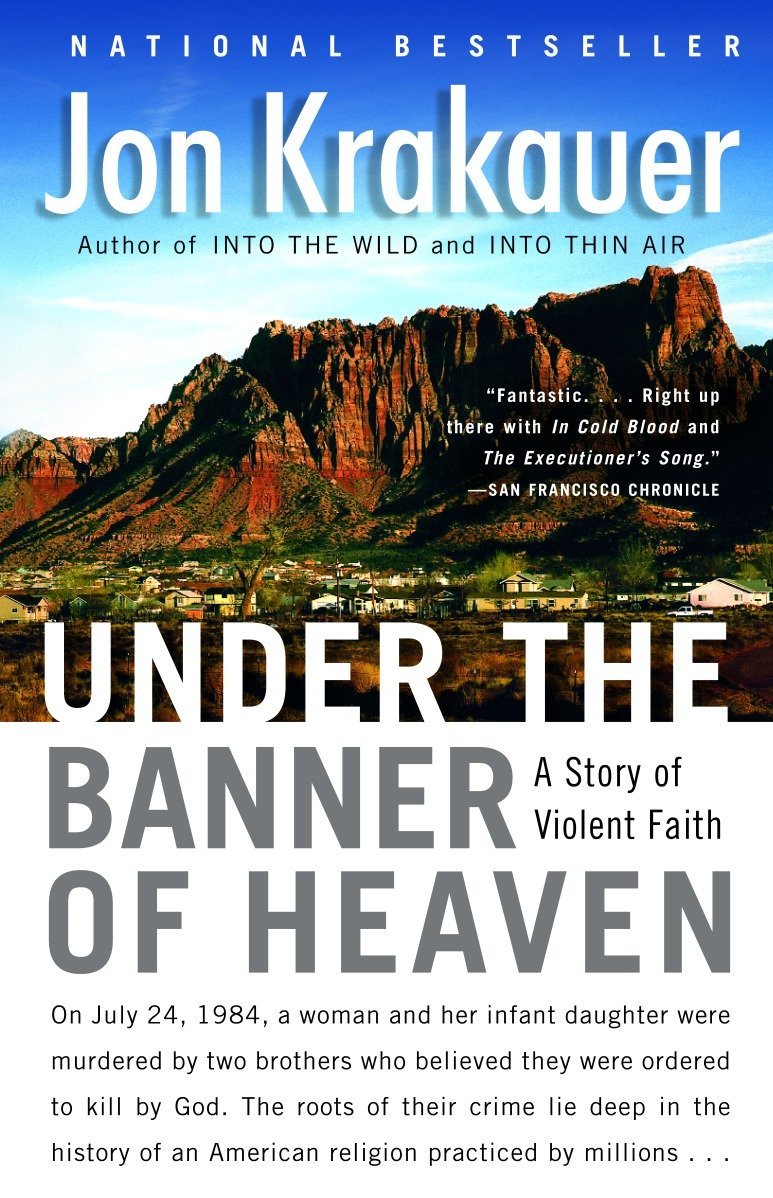 NATIONAL BESTSELLER
Jon Krakauer
Author of INTO THE WILD and INTO THIN AIR
“Fantastic. . . . Right up
there with In Cold Blood and
The Executioner’s Song.”
—SAN FRANCISCO CHRONICLE
UNDER THE
BANNER
OF HEAVEN
A Story of
Violent Faith
On July 24, 1984, a woman and her infant daughter were
murdered by two brothers who believed they were ordered
to kill by God. The roots of their crime lie deep in the
history of an American religion practiced by millions . . .